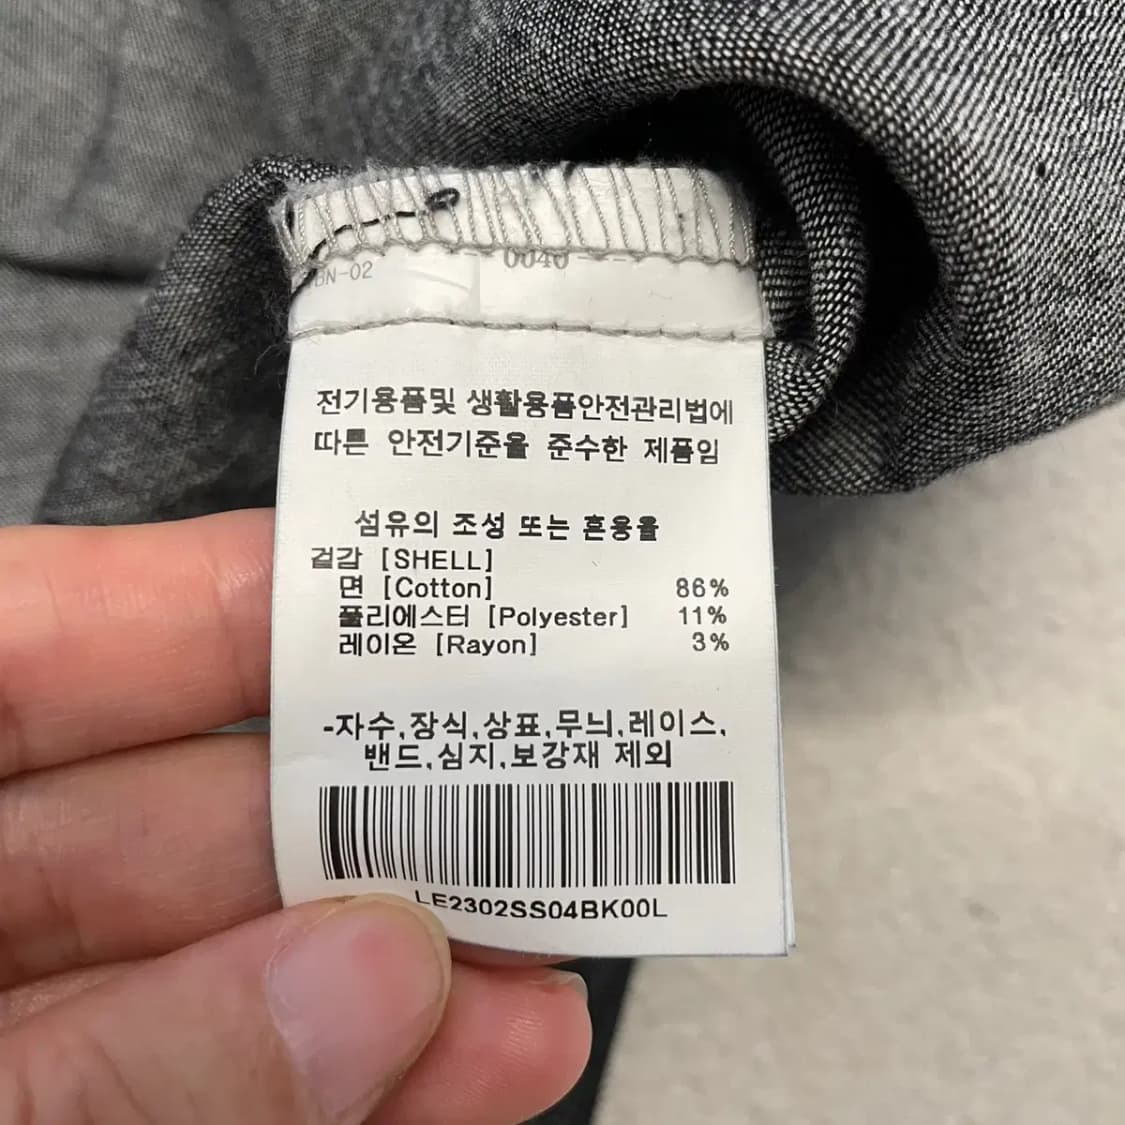 BN-02
0040
전기용품및 생활용품안전관리법에
따른 안전기준을 준수한 제품임
섬유의 조성 또는 혼용율
겉감 [SHELL]
면 [Cotton] 86%
폴리에스터 [Polyester] 11%
레이온 [Rayon] 3%
-자수,장식,상표,무늬,레이스,
밴드,심지,보강재 제외
LE2302SS04BK00L